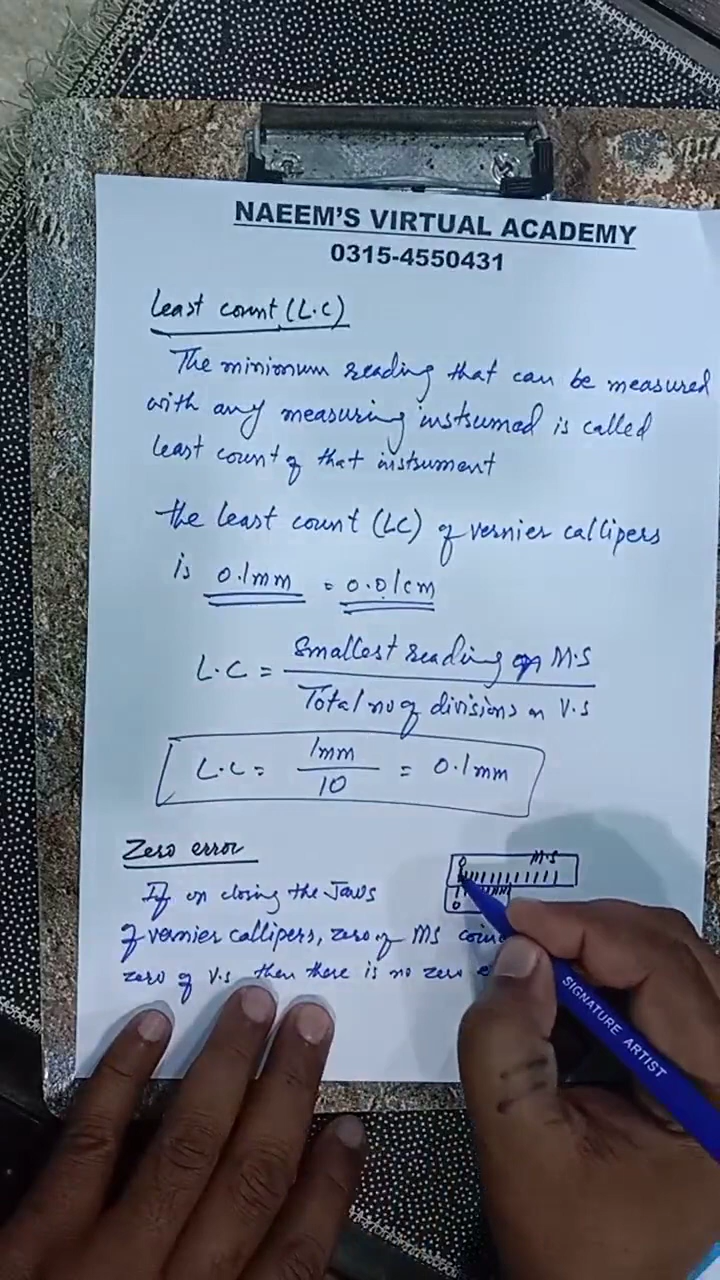 NAEEM'S VIRTUAL ACADEMY
0315-4550431
Least count (L.C)
The minimum reading that can be measured
with any measuring instrumed is called
least count of that instrument
The least count (LC) of vernier callipers
is 0.1mm = 0.01cm
L.C = Smallest reading on M.S
Total no of divisions on V.S
L.C = 1mm
10
= 0.1mm
Zero error
M.S
0
0
If on closing the Jaws
of vernier callipers, zero of MS
zero of V.S then there is no zero
SIGNATURE ARTIST